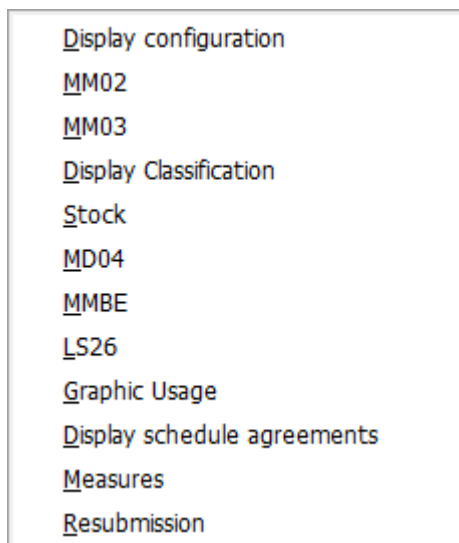 Display configuration
MM02
MM03
Display Classification
Stock
MD04
MMBE
LS26
Graphic Usage
Display schedule agreements
Measures
Resubmission